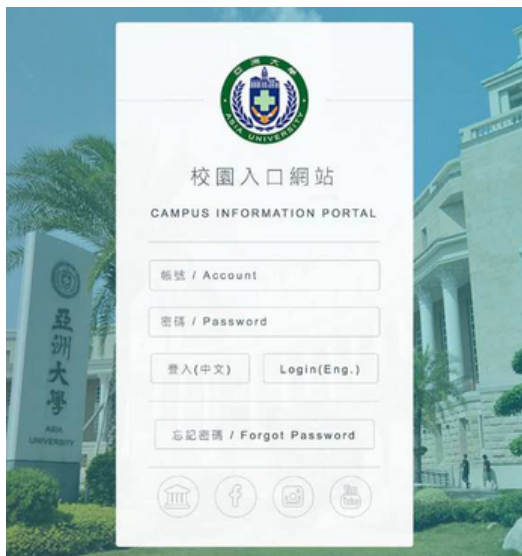 亞洲大學
ASIA UNIVERSITY
校園入口網站
CAMPUS INFORMATION PORTAL
帳號 / Account
密碼 / Password
登入(中文)
Login(Eng.)
忘記密碼 / Forgot Password
You
Tube
亞洲大學
ASIA
UNIVERSITY